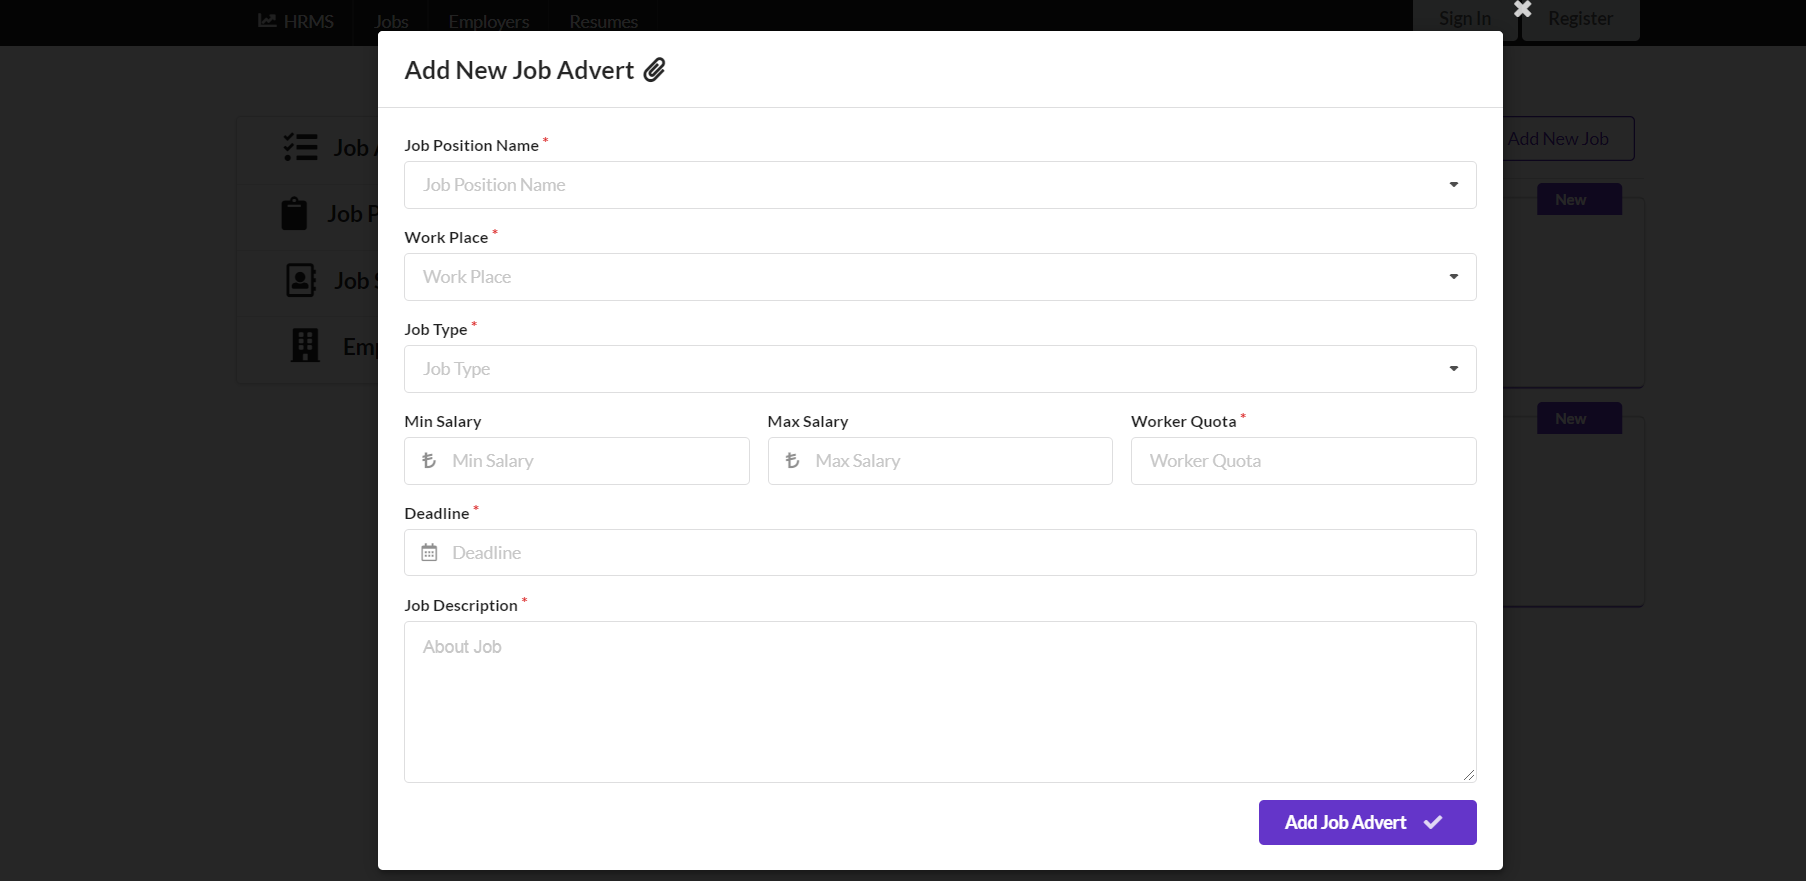 HRMS Jobs Employers Resumes Sign In Register
Add New Job Advert
Job Position Name *
Job Position Name
Work Place *
Work Place
Job Type *
Job Type
Min Salary Max Salary Worker Quota *
₺ Min Salary ₺ Max Salary Worker Quota
Deadline *
Deadline
Job Description *
About Job
Add Job Advert
Job A
Job P
Job S
Emp
Add New Job
New
New